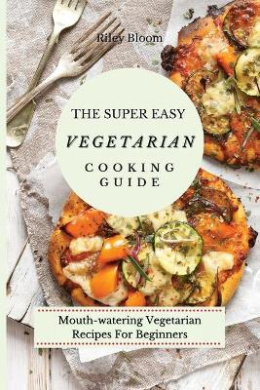 Riley Bloom
THE SUPER EASY
VEGETARIAN
COOKING
GUIDE
Mouth-watering Vegetarian
Recipes For Beginners